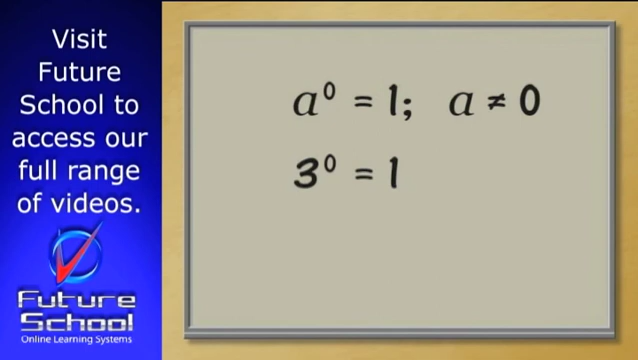 Visit
Future
School to
access our
full range
of videos.
Future
School
Online Learning Systems
a⁰ = 1; a ≠ 0
3⁰ = 1